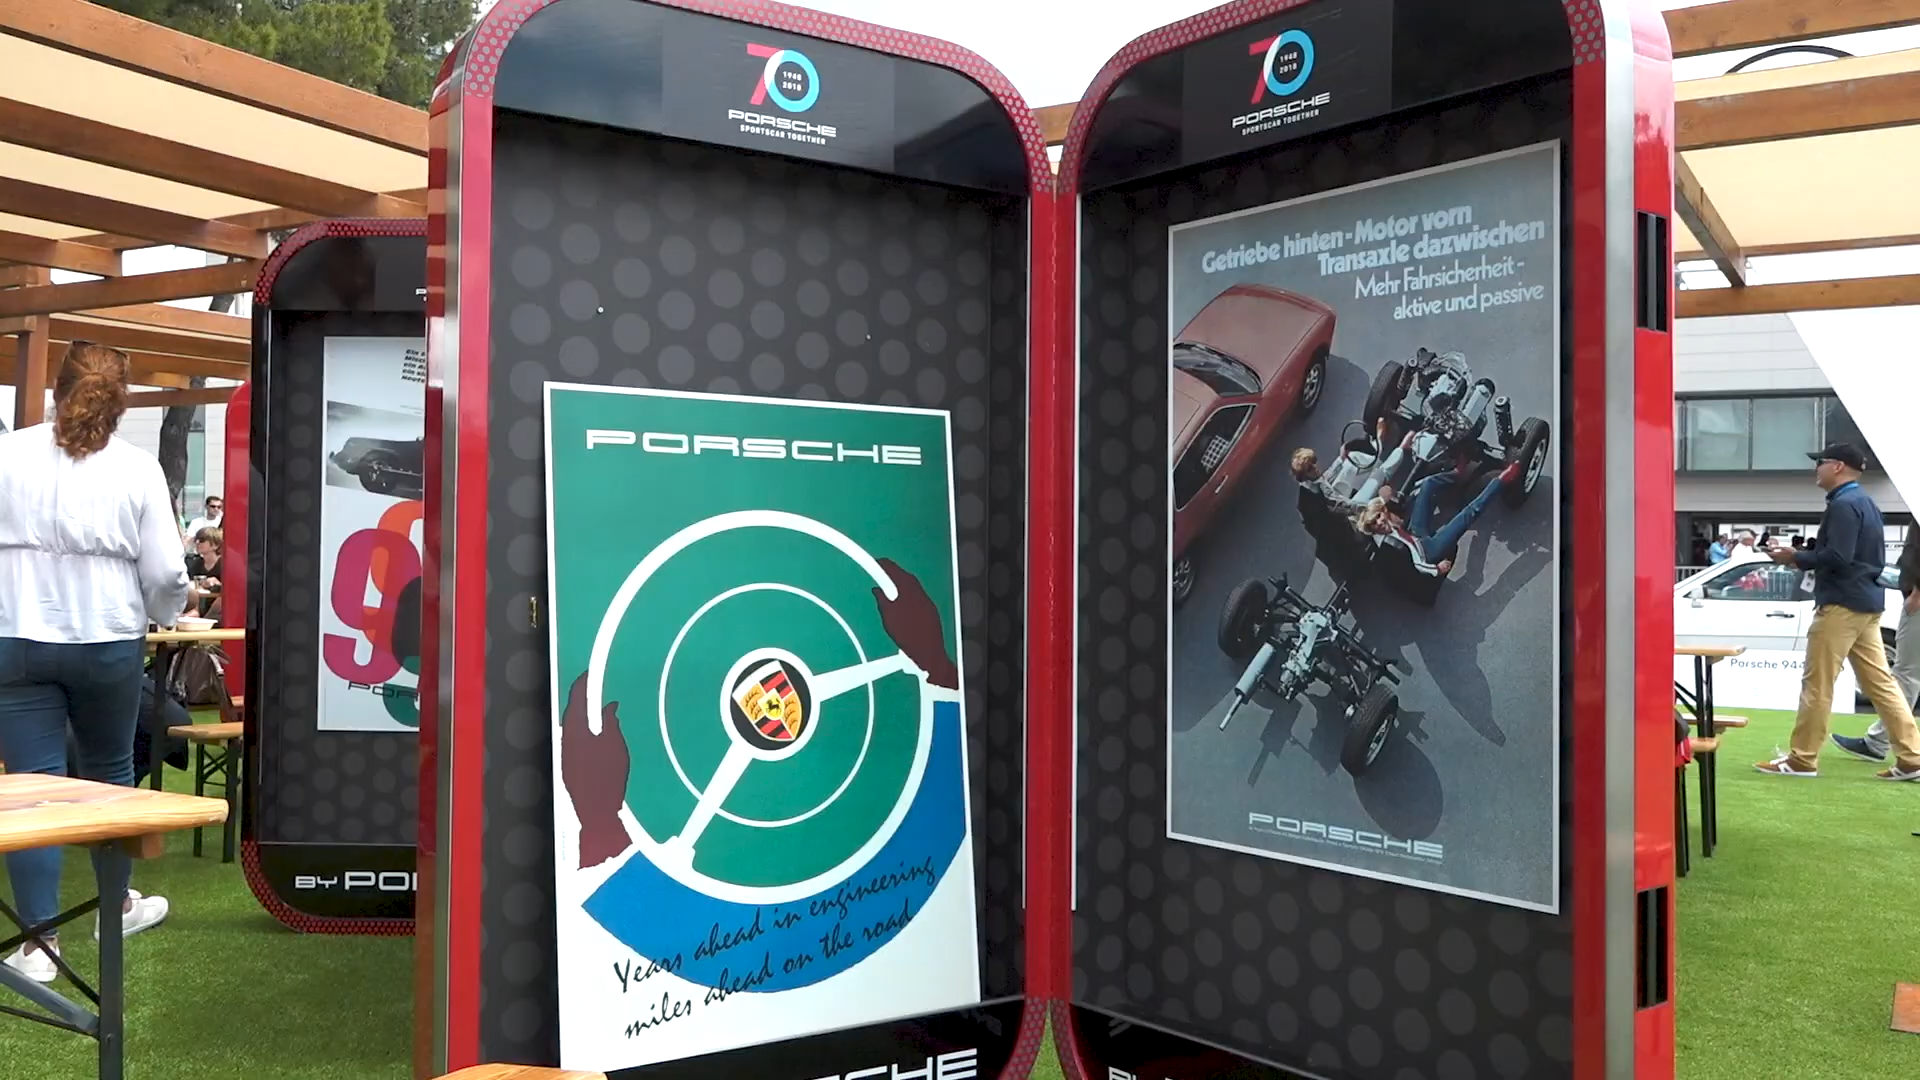 70
1948
2018
PORSCHE
SPORTSCAR TOGETHER
PORSCHE
Years ahead in engineering
miles ahead on the road
70
1948
2018
PORSCHE
SPORTSCAR TOGETHER
Getriebe hinten-Motor vorn
Transaxle dazwischen
Mehr Fahrsicherheit-
aktive und passive
PORSCHE
BY
Porsche 944